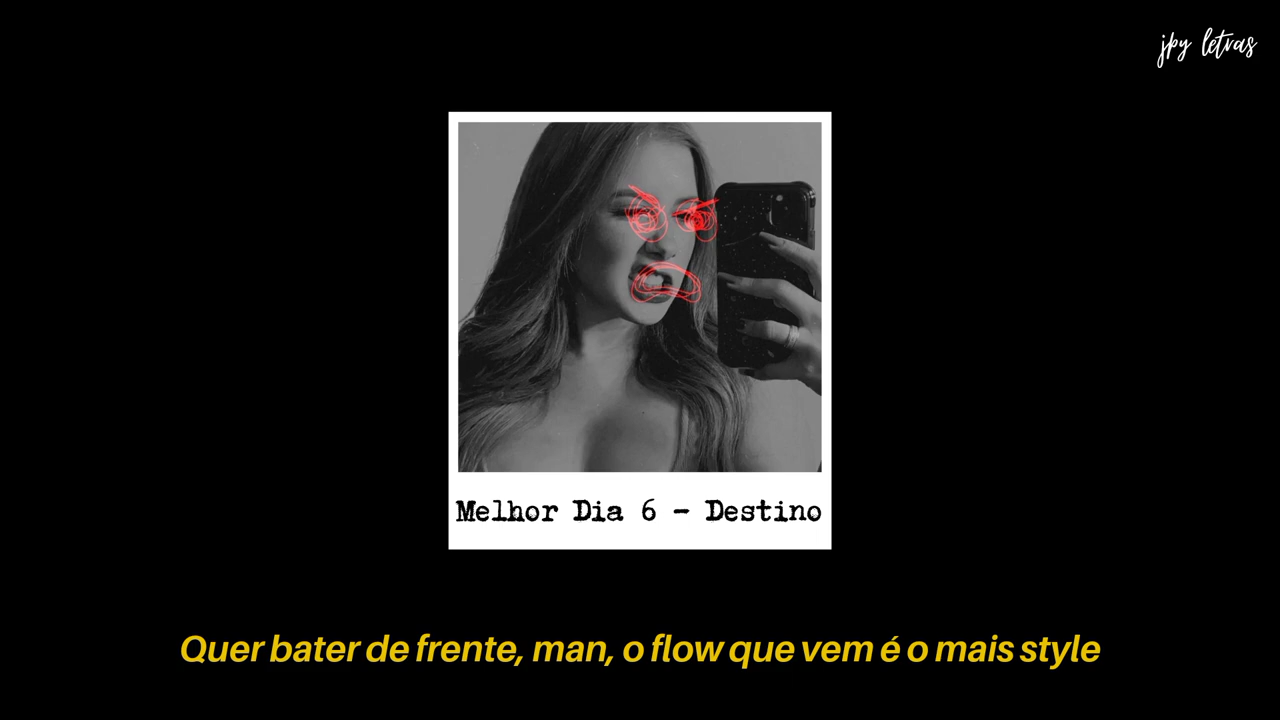 jpy letras
Melhor Dia 6 - Destino
Quer bater de frente, man, o flow que vem é o mais style